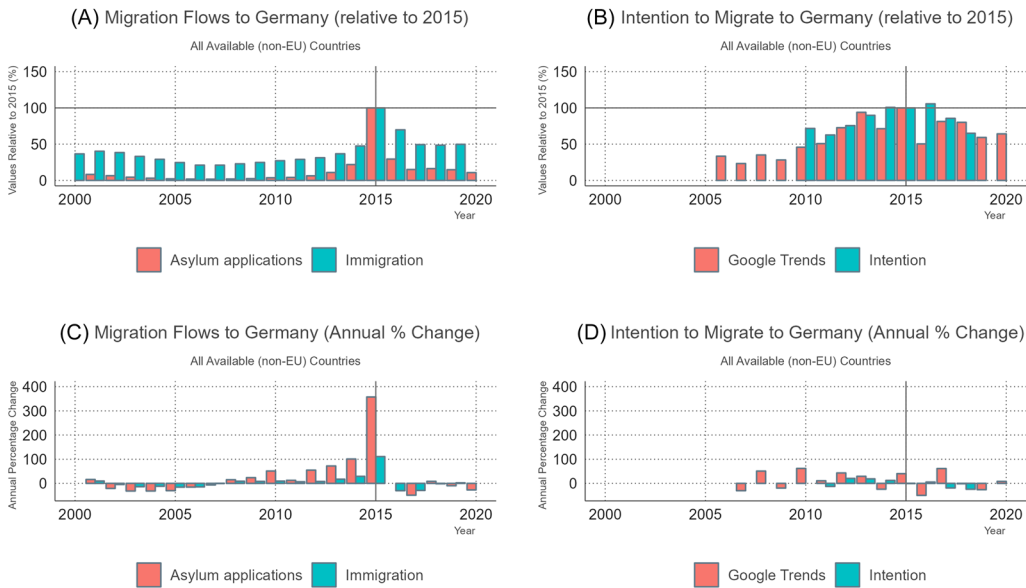 (A) Migration Flows to Germany (relative to 2015)
All Available (non-EU) Countries
Values Relative to 2015 (%)
150
100
50
0
2000 2005 2010 2015 2020
Year
Asylum applications Immigration
(B) Intention to Migrate to Germany (relative to 2015)
All Available (non-EU) Countries
Values Relative to 2015 (%)
150
100
50
0
2000 2005 2010 2015 2020
Year
Google Trends Intention
(C) Migration Flows to Germany (Annual % Change)
All Available (non-EU) Countries
Annual Percentage Change
400
300
200
100
0
2000 2005 2010 2015 2020
Year
Asylum applications Immigration
(D) Intention to Migrate to Germany (Annual % Change)
All Available (non-EU) Countries
Annual Percentage Change
400
300
200
100
0
2000 2005 2010 2015 2020
Year
Google Trends Intention